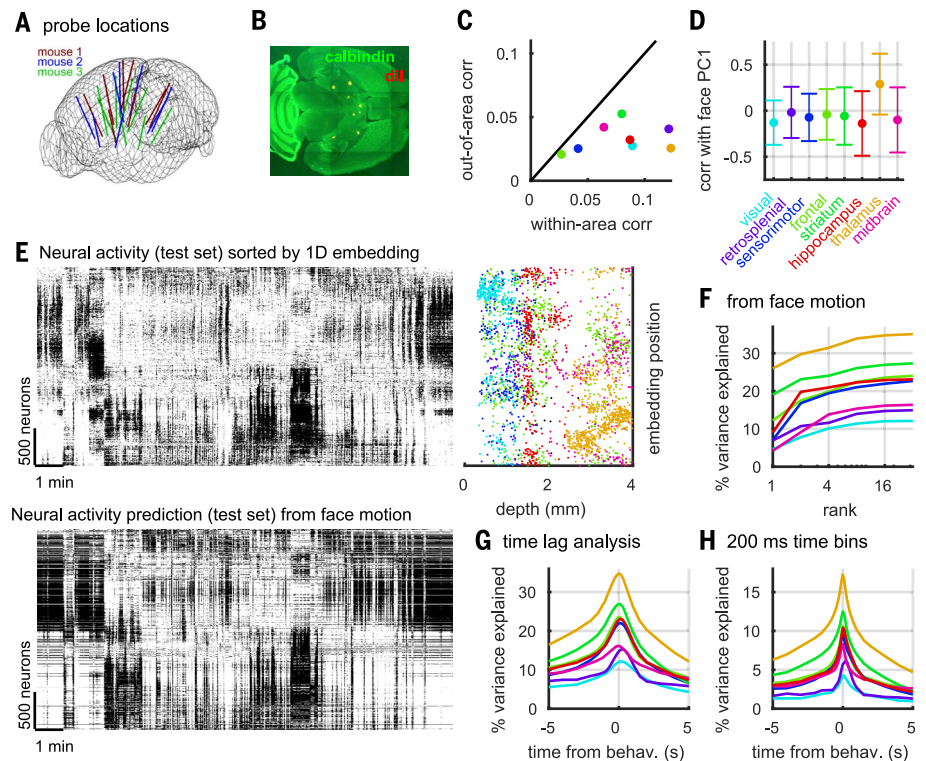 A probe locations
mouse 1
mouse 2
mouse 3
B
calbindin
diI
C
out-of-area corr
0.1
0.05
0
0
0.05
0.1
within-area corr
D
corr with face PC1
0.5
0
-0.5
visual
retrosplenial
sensorimotor
frontal
striatum
hippocampus
thalamus
midbrain
E Neural activity (test set) sorted by 1D embedding
500 neurons
1 min
embedding position
0 2 4
depth (mm)
Neural activity prediction (test set) from face motion
500 neurons
1 min
F from face motion
% variance explained
30
20
10
0
1 4 16
rank
G time lag analysis
% variance explained
30
20
10
0
-5 0 5
time from behav. (s)
H 200 ms time bins
% variance explained
15
10
5
0
-5 0 5
time from behav. (s)